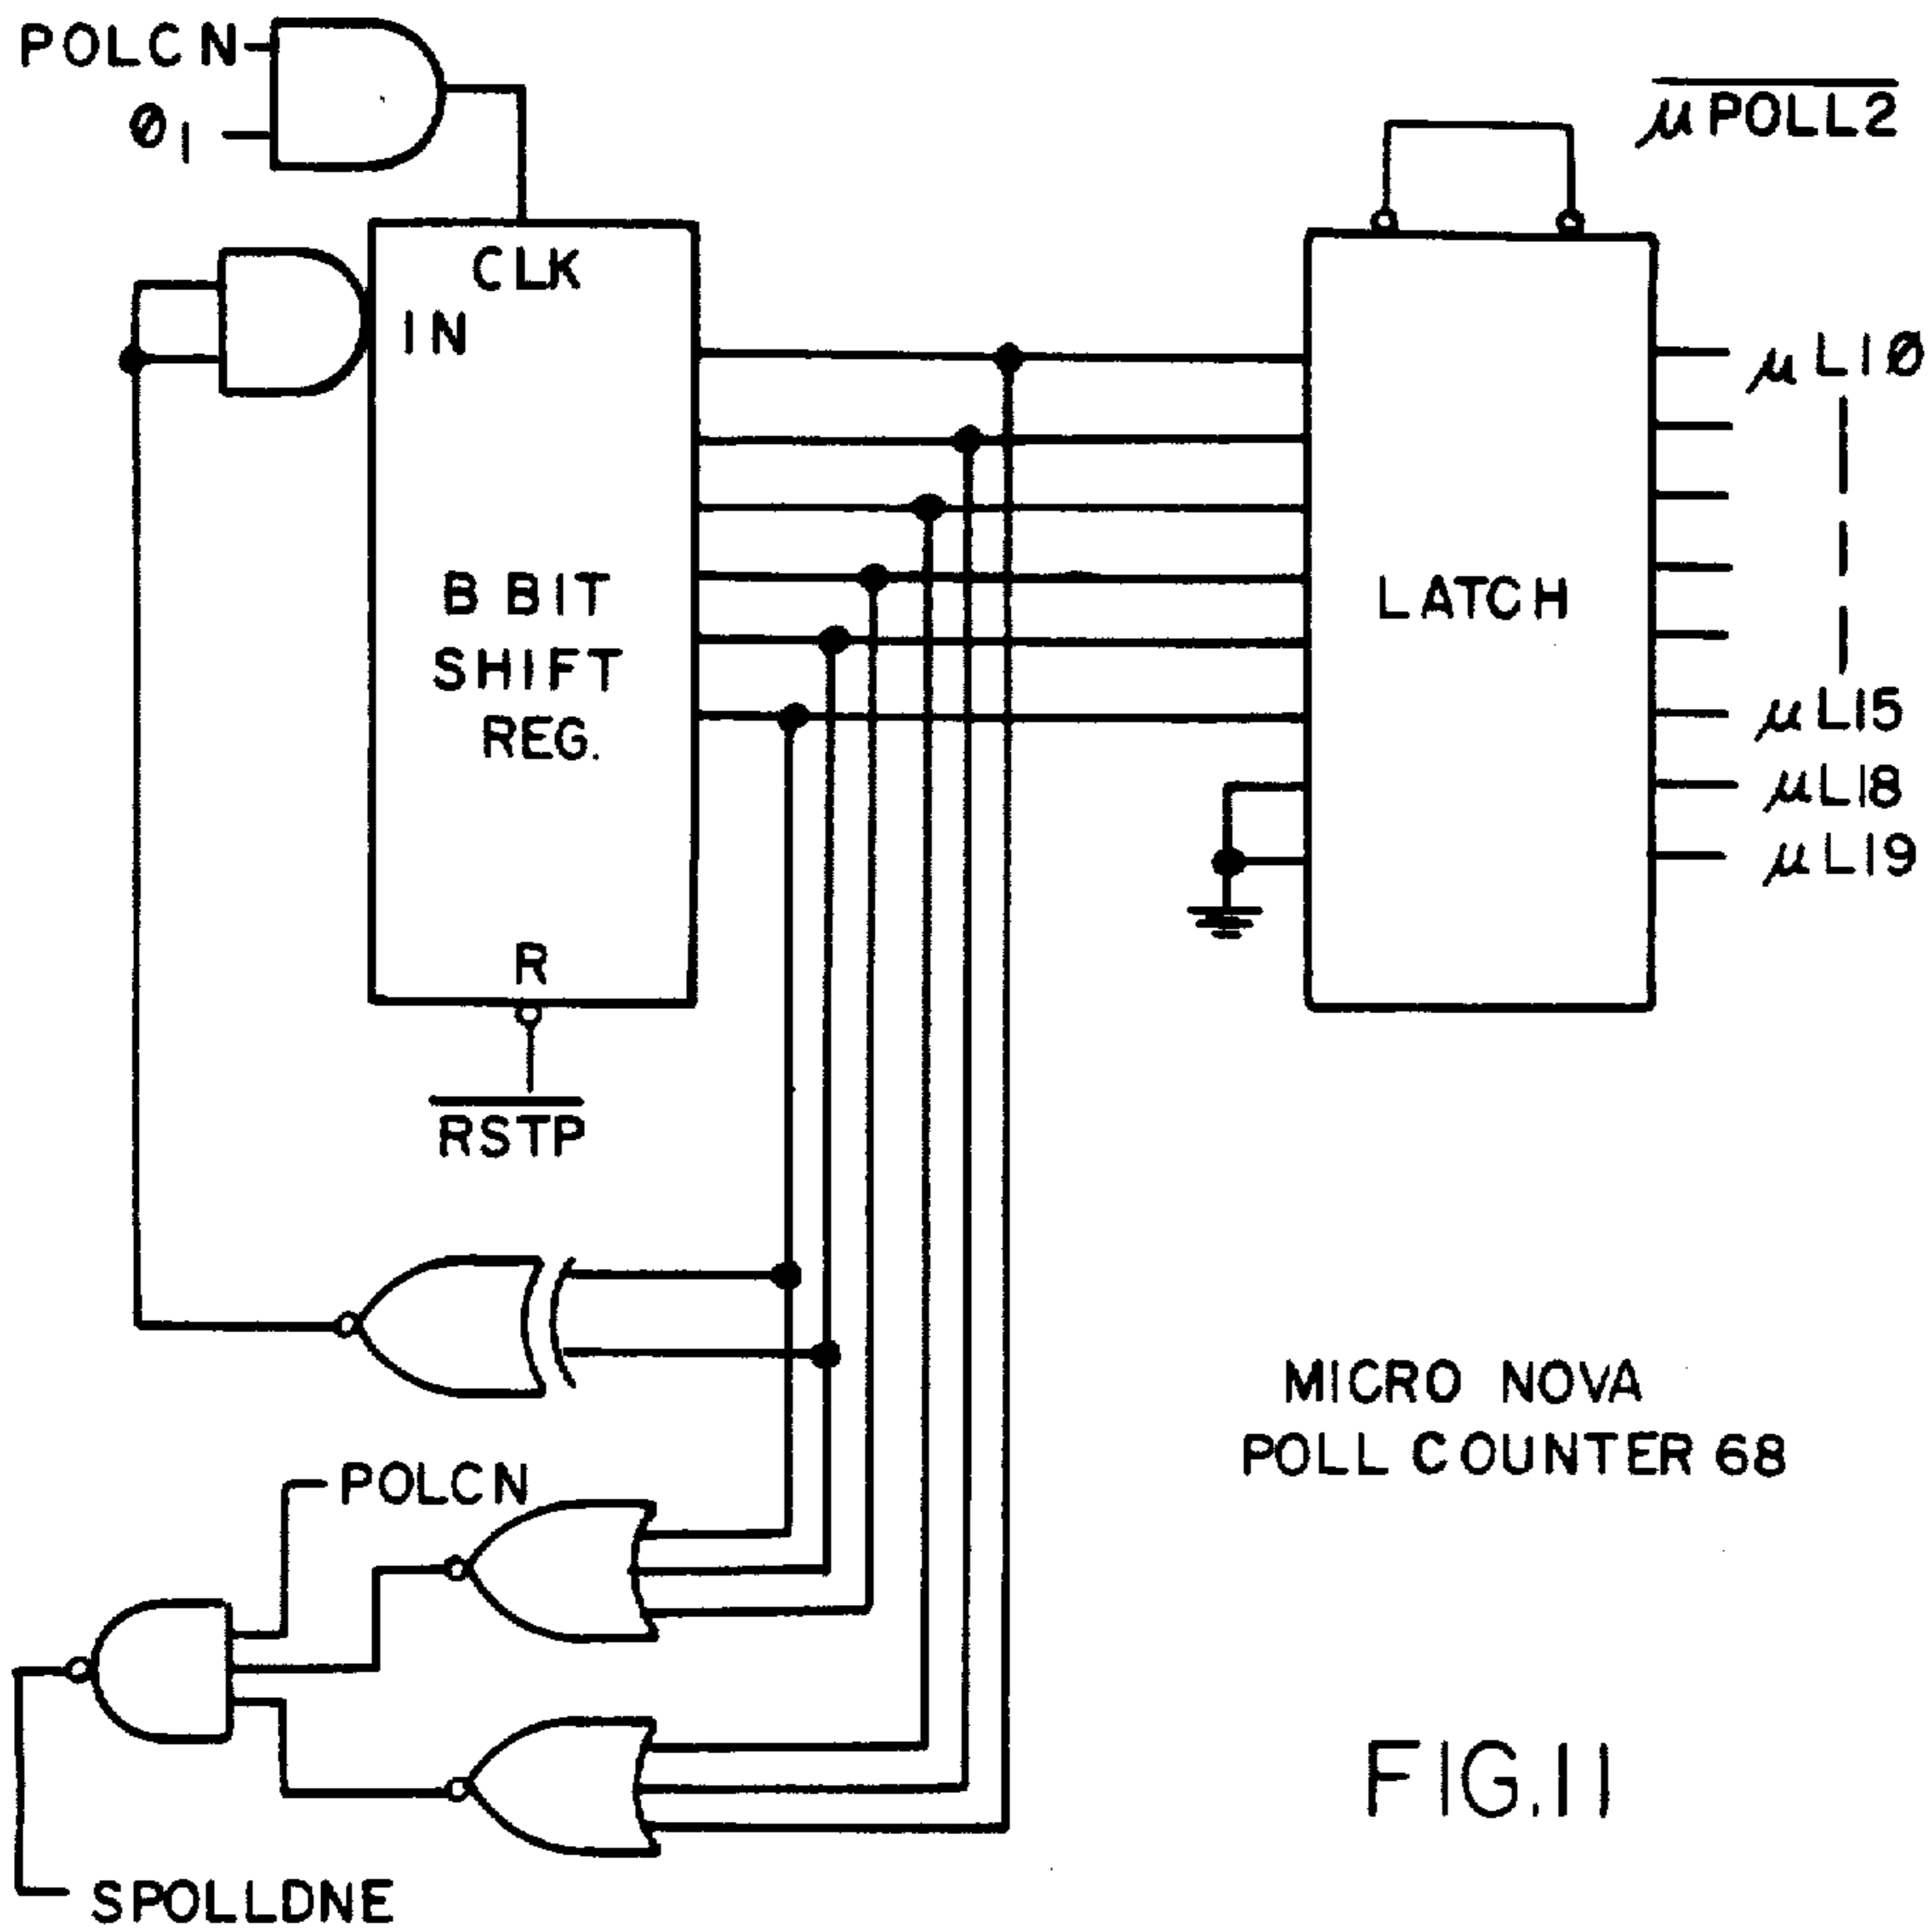 POLCN
Ø1
μPOLL2
CLK
IN
μL10
B BIT
SHIFT
REG.
LATCH
μL15
μL18
μL19
R
RSTP
MICRO NOVA
POLL COUNTER 68
POLCN
SPOLLDNE
FIG.11